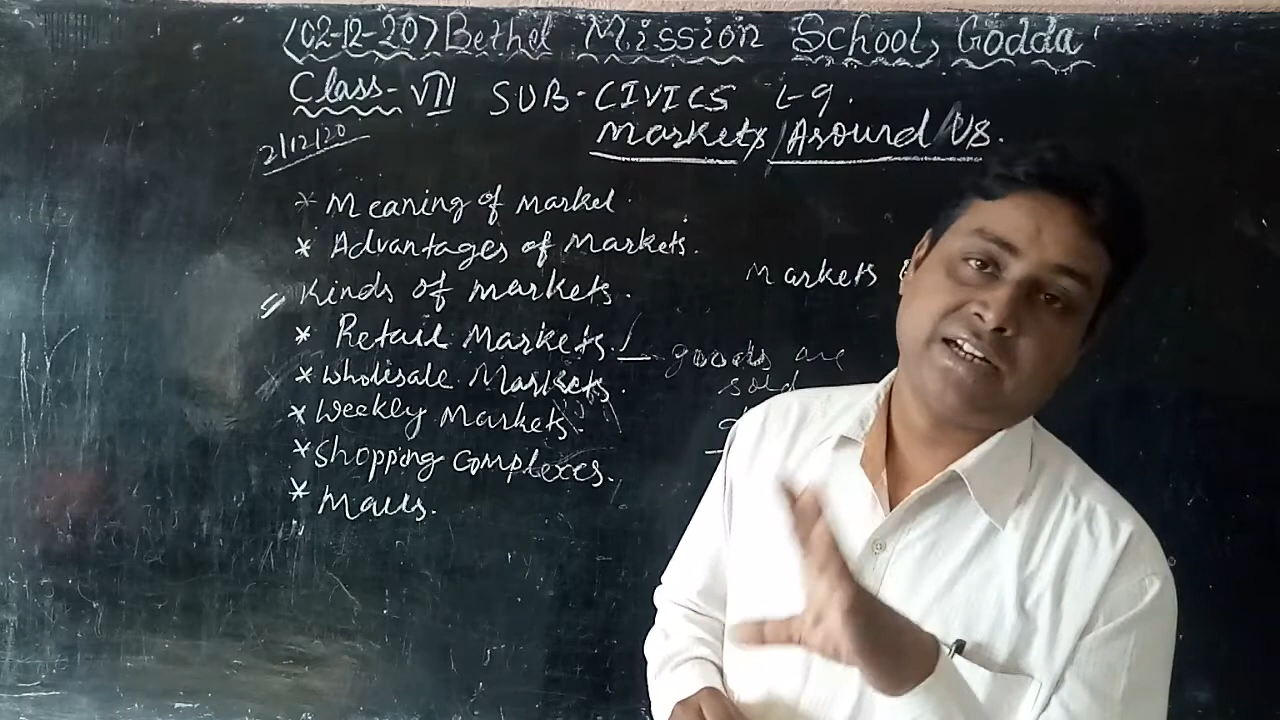 (02-12-20) Bethel Mission School, Godda
Class-VII SUB-CIVICS L-9.
2/12/20
Markets Around Us.
* Meaning of Market.
* Advantages of Markets.
Kinds of Markets.
* Retail Markets.
* Wholisale Markets.
* Weekly Markets.
* Shopping Complexes.
* Malls.
Markets
goods are
sold